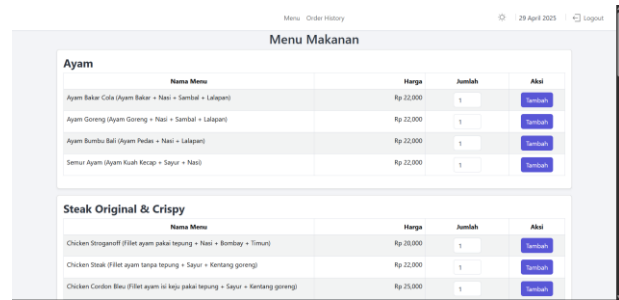 Menu Order History 29 April 2025 Logout
Menu Makanan
Ayam
Nama Menu Harga Jumlah Aksi
Ayam Bakar Cola (Ayam Bakar + Nasi + Sambal + Lalapan) Rp 22,000 1 Tambah
Ayam Goreng (Ayam Goreng + Nasi + Sambal + Lalapan) Rp 22,000 1 Tambah
Ayam Bumbu Bali (Ayam Pedas + Nasi + Lalapan) Rp 22,000 1 Tambah
Semur Ayam (Ayam Kuah Kecap + Sayur + Nasi) Rp 22,000 1 Tambah
Steak Original & Crispy
Nama Menu Harga Jumlah Aksi
Chicken Stroganoff (Fillet ayam pakai tepung + Nasi + Bombay + Timun) Rp 20,000 1 Tambah
Chicken Steak (Fillet ayam tanpa tepung + Sayur + Kentang goreng) Rp 22,000 1 Tambah
Chicken Cordon Bleu (Fillet ayam isi keju pakai tepung + Sayur + Kentang goreng) Rp 25,000 1 Tambah